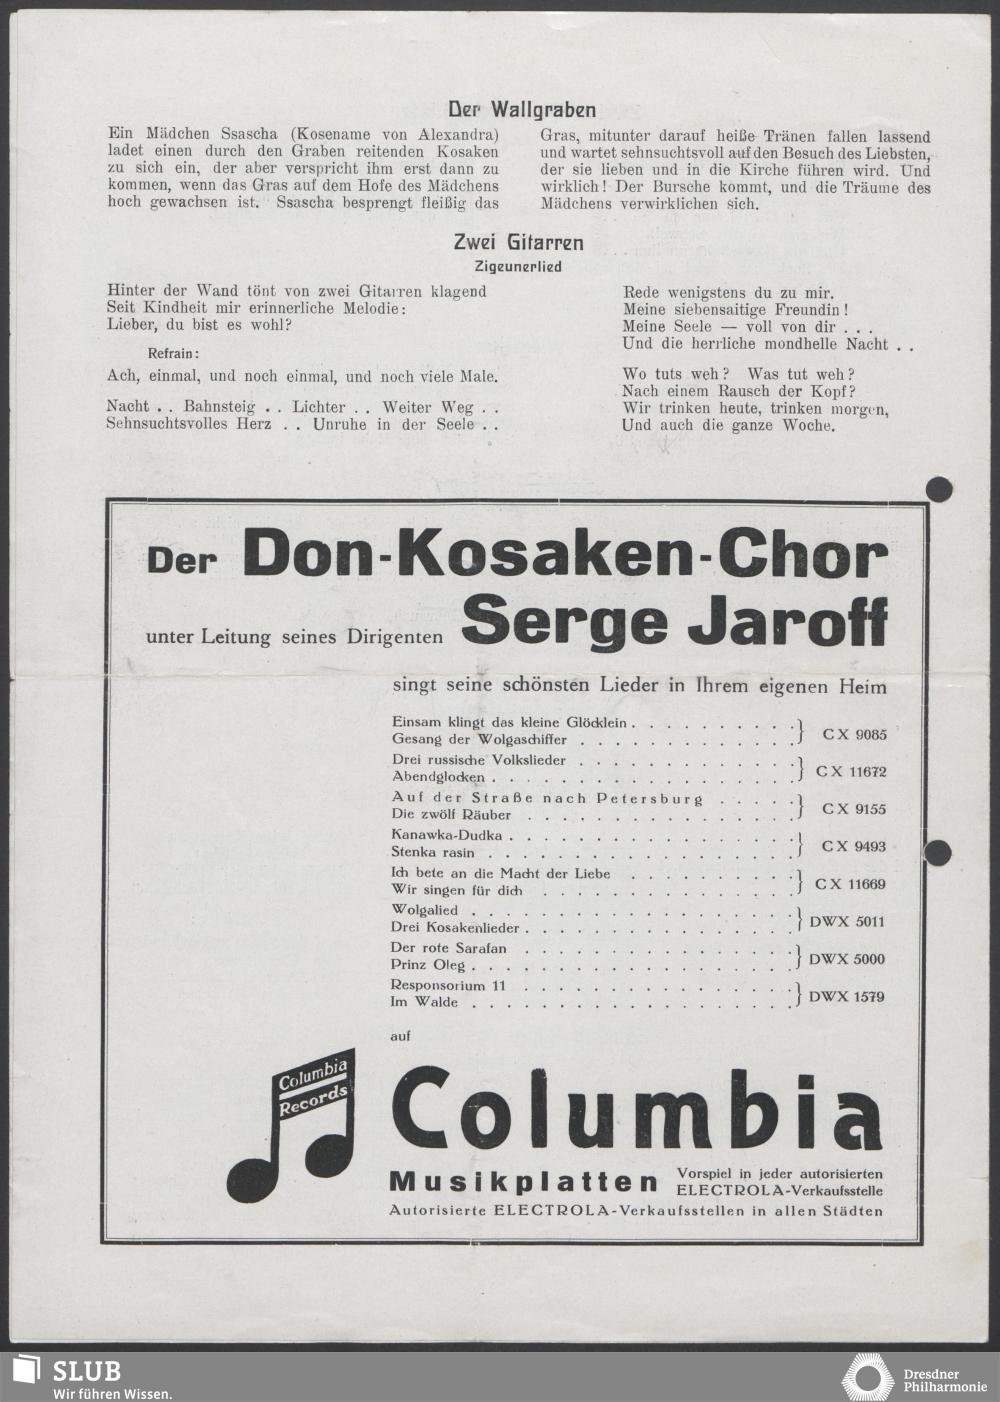 Der Wallgraben
Ein Mädchen Ssascha (Kosename von Alexandra)
ladet einen durch den Graben reitenden Kosaken
zu sich ein, der aber verspricht ihm erst dann zu
kommen, wenn das Gras auf dem Hofe des Mädchens
hoch gewachsen ist. Ssascha besprengt fleißig das
Gras, mitunter darauf heiße Tränen fallen lassend
und wartet sehnsuchtsvoll auf den Besuch des Liebsten,
der sie lieben und in die Kirche führen wird. Und
wirklich! Der Bursche kommt, und die Träume des
Mädchens verwirklichen sich.
Zwei Gitarren
Zigeunerlied
Hinter der Wand tönt von zwei Gitarren klagend
Seit Kindheit mir erinnerliche Melodie:
Lieber, du bist es wohl?
Refrain:
Ach, einmal, und noch einmal, und noch viele Male.
Nacht . . Bahnsteig . . Lichter . . Weiter Weg . .
Sehnsuchtsvolles Herz . . Unruhe in der Seele . .
Rede wenigstens du zu mir.
Meine siebensaitige Freundin!
Meine Seele — voll von dir . . .
Und die herrliche mondhelle Nacht . .
Wo tuts weh? Was tut weh?
Nach einem Rausch der Kopf?
Wir trinken heute, trinken morgen,
Und auch die ganze Woche.
Der Don-Kosaken-Chor
unter Leitung seines Dirigenten Serge Jaroff
singt seine schönsten Lieder in Ihrem eigenen Heim
Einsam klingt das kleine Glöcklein . . . . . . . . . .
Gesang der Wolgaschiffer . . . . . . . . . . . . . } CX 9085
Drei russische Volkslieder . . . . . . . . . . . . .
Abendglocken . . . . . . . . . . . . . . . . . . } CX 11672
Auf der Straße nach Petersburg . . . . .
Die zwölf Räuber . . . . . . . . . . . . . . . . } CX 9155
Kanawka-Dudka . . . . . . . . . . . . . . . . .
Stenka rasin . . . . . . . . . . . . . . . . . . } CX 9493
Ich bete an die Macht der Liebe . . . . . . . . . .
Wir singen für dich . . . . . . . . . . . . . . . } CX 11669
Wolgalied . . . . . . . . . . . . . . . . . . .
Drei Kosakenlieder . . . . . . . . . . . . . . . . } DWX 5011
Der rote Sarafan . . . . . . . . . . . . . . . .
Prinz Oleg . . . . . . . . . . . . . . . . . . . } DWX 5000
Responsorium 11 . . . . . . . . . . . . . . . .
Im Walde . . . . . . . . . . . . . . . . . . . } DWX 1579
auf
Columbia
Records
Columbia
Musikplatten
Vorspiel in jeder autorisierten
ELECTROLA-Verkaufsstelle
Autorisierte ELECTROLA-Verkaufsstellen in allen Städten
SLUB
Wir führen Wissen.
Dresdner
Philharmonie